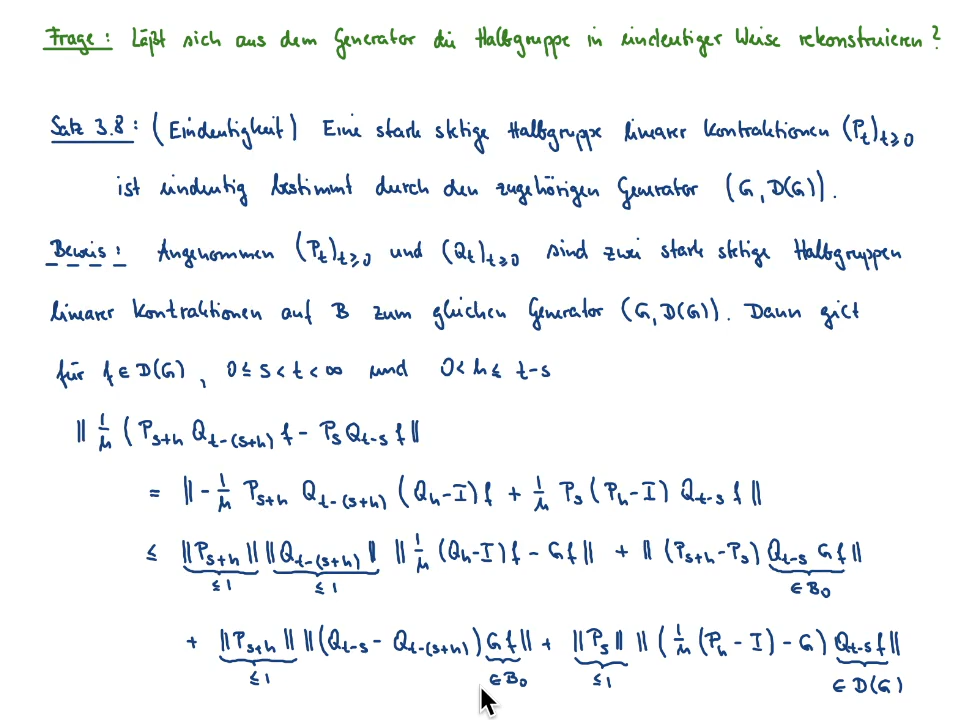 Frage: Läßt sich aus dem Generator die Halbgruppe in eindeutiger Weise rekonstruieren?
Satz 3.8: (Eindeutigkeit) Eine stark stetige Halbgruppe linearer Kontraktionen (P_t)_{t≥0}
ist eindeutig bestimmt durch den zugehörigen Generator (G, D(G)).
Beweis: Angenommen (P_t)_{t≥0} und (Q_t)_{t≥0} sind zwei stark stetige Halbgruppen
linearer Kontraktionen auf B zum gleichen Generator (G, D(G)). Dann gilt
für f ∈ D(G), 0 ≤ s < t < ∞ und 0 < h ≤ t-s
‖ 1/h (P_{s+h} Q_{t-(s+h)} f - P_s Q_{t-s} f ‖
= ‖ - 1/h P_{s+h} Q_{t-(s+h)} (Q_h - I) f + 1/h P_s (P_h - I) Q_{t-s} f ‖
≤ ‖P_{s+h}‖ ‖Q_{t-(s+h)}‖ ‖ 1/h (Q_h - I) f - G f ‖ + ‖ (P_{s+h} - P_s) Q_{t-s} G f ‖
≤ 1 ≤ 1 ∈ B_0
+ ‖P_{s+h}‖ ‖(Q_{t-s} - Q_{t-(s+h)}) G f ‖ + ‖P_s‖ ‖ ( 1/h (P_h - I) - G) Q_{t-s} f ‖
≤ 1 ∈ B_0 ≤ 1 ∈ D(G)